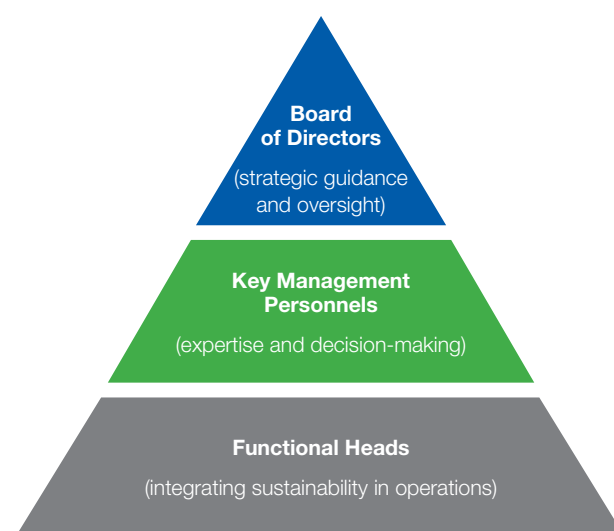 Board
of Directors
(strategic guidance
and oversight)
Key Management
Personnels
(expertise and decision-making)
Functional Heads
(integrating sustainability in operations)